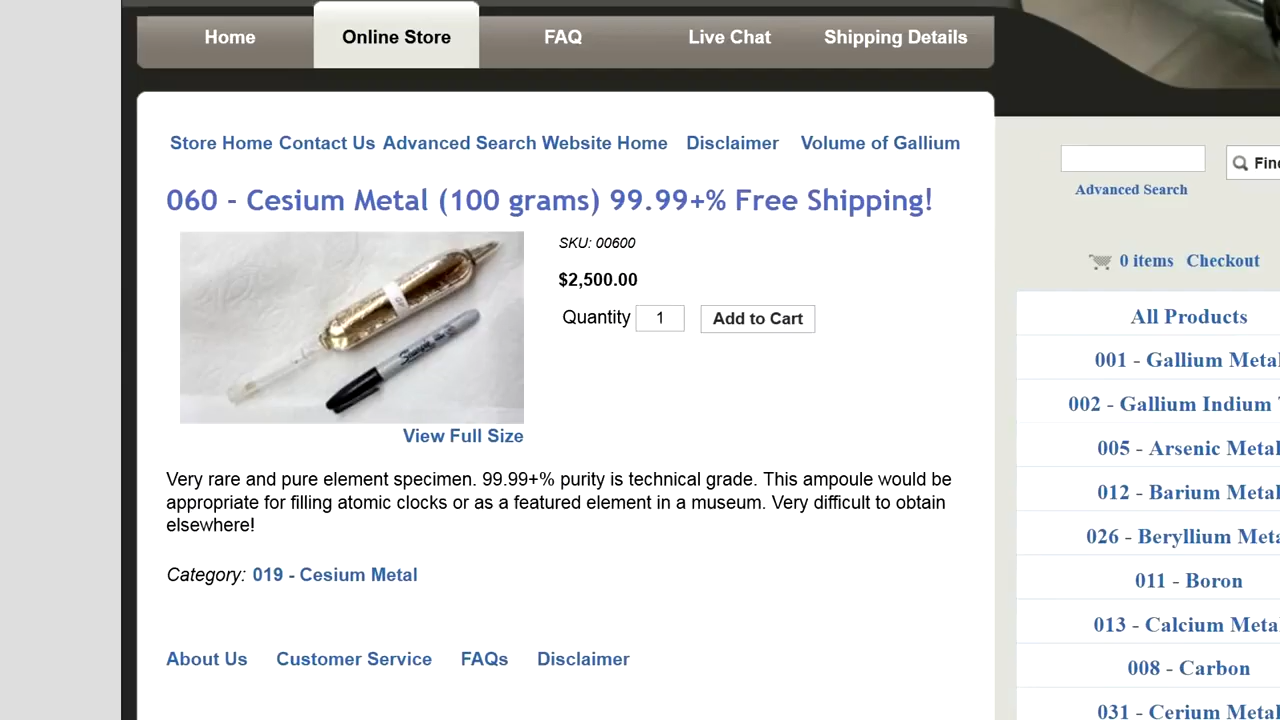 Home Online Store FAQ Live Chat Shipping Details
Store Home Contact Us Advanced Search Website Home Disclaimer Volume of Gallium
Find
Advanced Search
060 - Cesium Metal (100 grams) 99.99+% Free Shipping!
SKU: 00600
$2,500.00
Quantity 1 Add to Cart
Sharpie
View Full Size
Very rare and pure element specimen. 99.99+% purity is technical grade. This ampoule would be
appropriate for filling atomic clocks or as a featured element in a museum. Very difficult to obtain
elsewhere!
Category: 019 - Cesium Metal
About Us Customer Service FAQs Disclaimer
0 items Checkout
All Products
001 - Gallium Metal
002 - Gallium Indium
005 - Arsenic Metal
012 - Barium Metal
026 - Beryllium Meta
011 - Boron
013 - Calcium Meta
008 - Carbon
031 - Cerium Metal